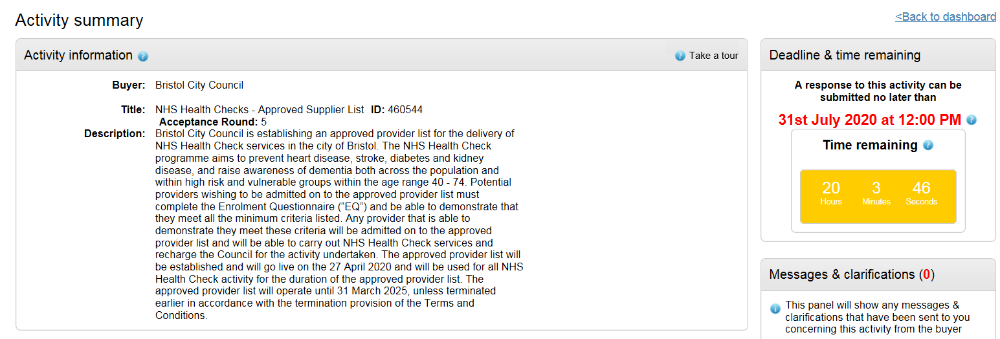 Activity summary
<Back to dashboard
Activity information
Take a tour
Buyer: Bristol City Council
Title: NHS Health Checks - Approved Supplier List ID: 460544
Acceptance Round: 5
Description: Bristol City Council is establishing an approved provider list for the delivery of
NHS Health Check services in the city of Bristol. The NHS Health Check
programme aims to prevent heart disease, stroke, diabetes and kidney
disease, and raise awareness of dementia both across the population and
within high risk and vulnerable groups within the age range 40 - 74. Potential
providers wishing to be admitted on to the approved provider list must
complete the Enrolment Questionnaire (“EQ”) and be able to demonstrate that
they meet all the minimum criteria listed. Any provider that is able to
demonstrate they meet these criteria will be admitted on to the approved
provider list and will be able to carry out NHS Health Check services and
recharge the Council for the activity undertaken. The approved provider list will
be established and will go live on the 27 April 2020 and will be used for all NHS
Health Check activity for the duration of the approved provider list. The
approved provider list will operate until 31 March 2025, unless terminated
earlier in accordance with the termination provision of the Terms and
Conditions.
Deadline & time remaining
A response to this activity can be
submitted no later than
31st July 2020 at 12:00 PM
Time remaining
20 3 46
Hours Minutes Seconds
Messages & clarifications (0)
This panel will show any messages &
clarifications that have been sent to you
concerning this activity from the buyer